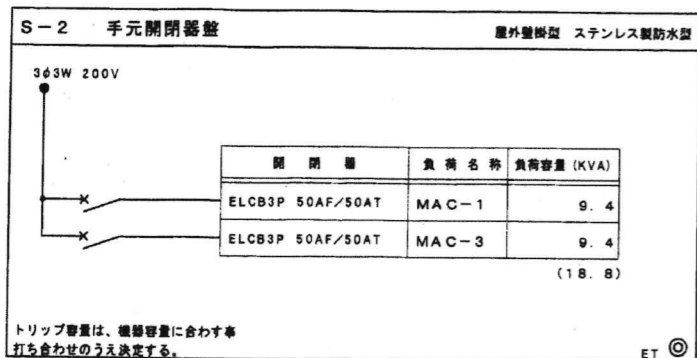 S-2 手元開閉器盤 屋外壁掛型 ステンレス製防水型
3φ3W 200V
開閉器 負荷名称 負荷容量(KVA)
ELCB3P 50AF/50AT MAC-1 9.4
ELCB3P 50AF/50AT MAC-3 9.4
(18.8)
トリップ容量は、機器容量に合わす事
打ち合わせのうえ決定する。
ET